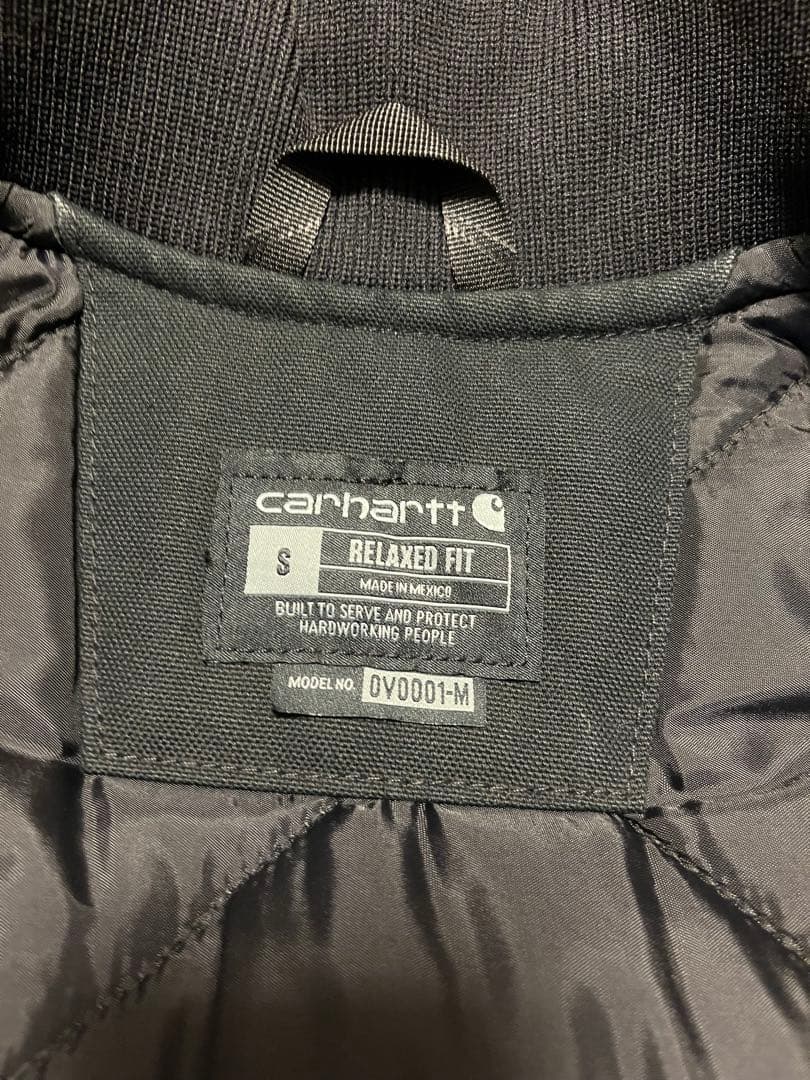 carhartt
S
RELAXED FIT
MADE IN MEXICO
BUILT TO SERVE AND PROTECT
HARDWORKING PEOPLE
MODEL NO. OV0001-M